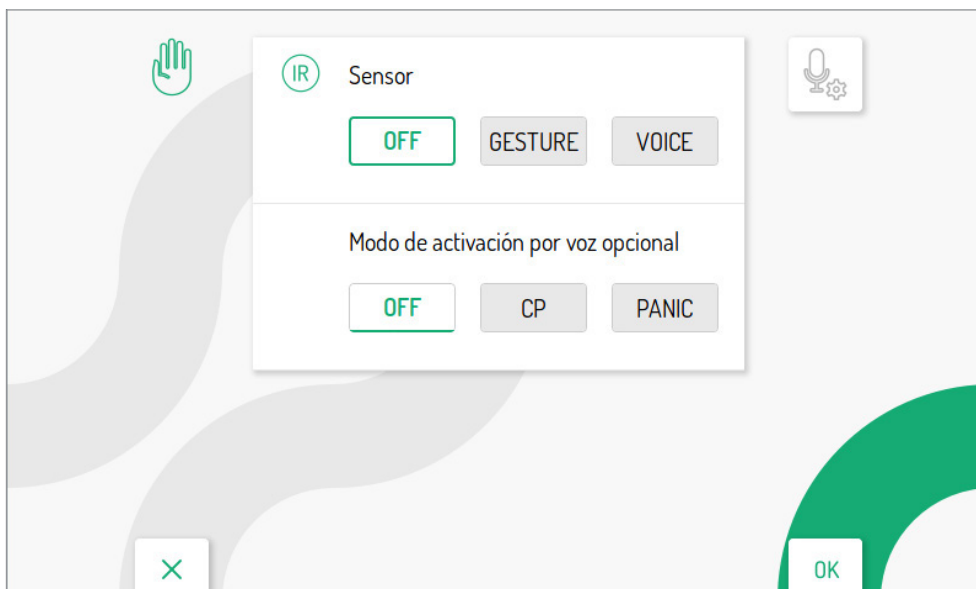 IR Sensor
OFF GESTURE VOICE
Modo de activación por voz opcional
OFF CP PANIC
OK